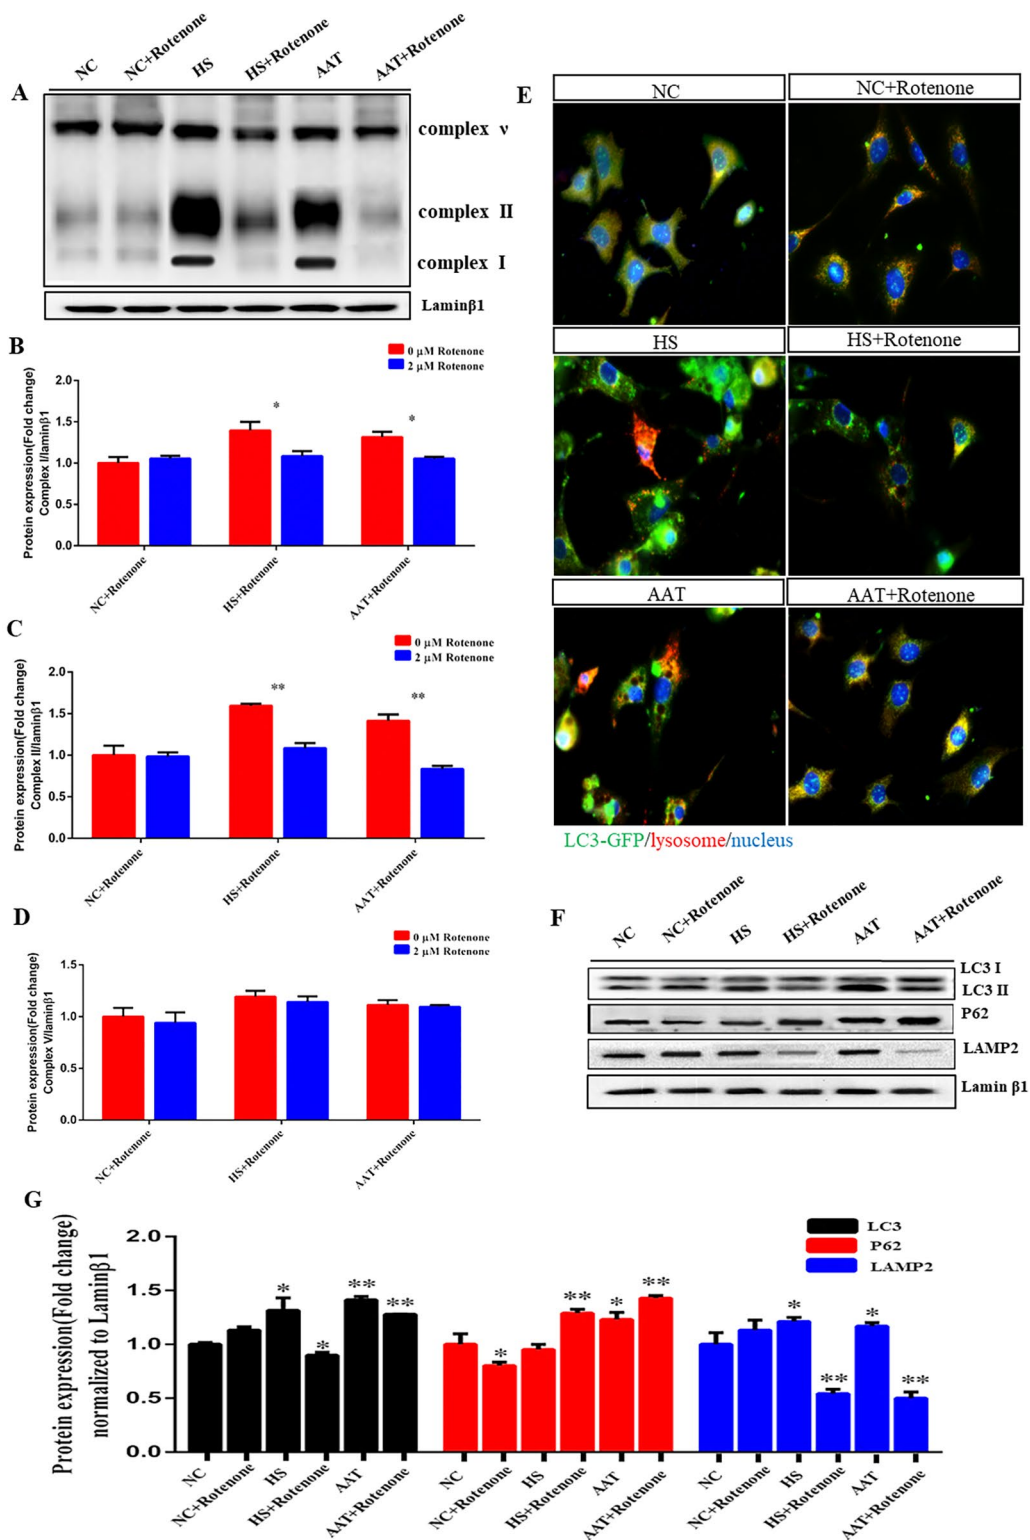 A
NC
NC+Rotenone
HS
HS+Rotenone
AAT
AAT+Rotenone
complex v
complex II
complex I
Laminβ1
B
0 μM Rotenone
2 μM Rotenone
Protein expression(Fold change)
Complex I/laminβ1
2.0
1.5
1.0
0.5
0.0
*
*
NC+Rotenone
HS+Rotenone
AAT+Rotenone
C
0 μM Rotenone
2 μM Rotenone
Protein expression(Fold change)
Complex II/laminβ1
2.0
1.5
1.0
0.5
0.0
**
**
NC+Rotenone
HS+Rotenone
AAT+Rotenone
D
0 μM Rotenone
2 μM Rotenone
Protein expression(Fold change)
Complex V/laminβ1
1.5
1.0
0.5
0.0
NC+Rotenone
HS+Rotenone
AAT+Rotenone
E
NC
NC+Rotenone
HS
HS+Rotenone
AAT
AAT+Rotenone
LC3-GFP/lysosome/nucleus
F
NC
NC+Rotenone
HS
HS+Rotenone
AAT
AAT+Rotenone
LC3 I
LC3 II
P62
LAMP2
Lamin β1
G
LC3
P62
LAMP2
Protein expression(Fold change)
normalized to Laminβ1
2.0
1.5
1.0
0.5
0.0
*
*
**
**
*
**
*
**
*
**
*
**
NC
NC+Rotenone
HS
HS+Rotenone
AAT
AAT+Rotenone
NC
NC+Rotenone
HS
HS+Rotenone
AAT
AAT+Rotenone
NC
NC+Rotenone
HS
HS+Rotenone
AAT
AAT+Rotenone